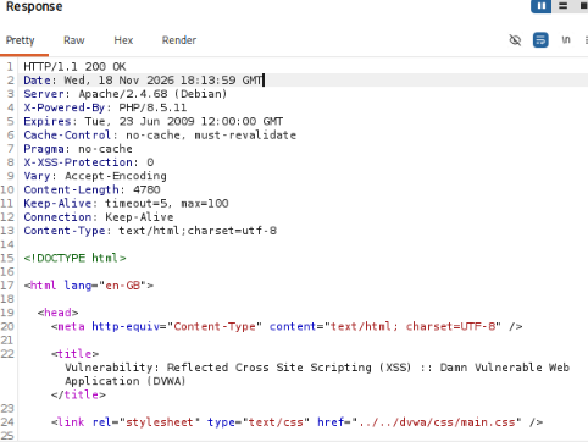 Response
Pretty Raw Hex Render
In
1 HTTP/1.1 200 OK
2 Date: Wed, 18 Nov 2026 18:13:59 GMT
3 Server: Apache/2.4.68 (Debian)
4 X-Powered-By: PHP/8.5.11
5 Expires: Tue, 23 Jun 2009 12:00:00 GMT
6 Cache-Control: no-cache, must-revalidate
7 Pragma: no-cache
8 X-XSS-Protection: 0
9 Vary: Accept-Encoding
10 Content-Length: 4780
11 Keep-Alive: timeout=5, max=100
12 Connection: Keep-Alive
13 Content-Type: text/html;charset=utf-8
14
15 <!DOCTYPE html>
16
17 <html lang="en-GB">
18
19 <head>
20 <meta http-equiv="Content-Type" content="text/html; charset=UTF-8" />
21
22 <title>
Vulnerability: Reflected Cross Site Scripting (XSS) :: Damn Vulnerable Web
Application (DVWA)
</title>
23
24 <link rel="stylesheet" type="text/css" href="../../dvwa/css/main.css" />
25